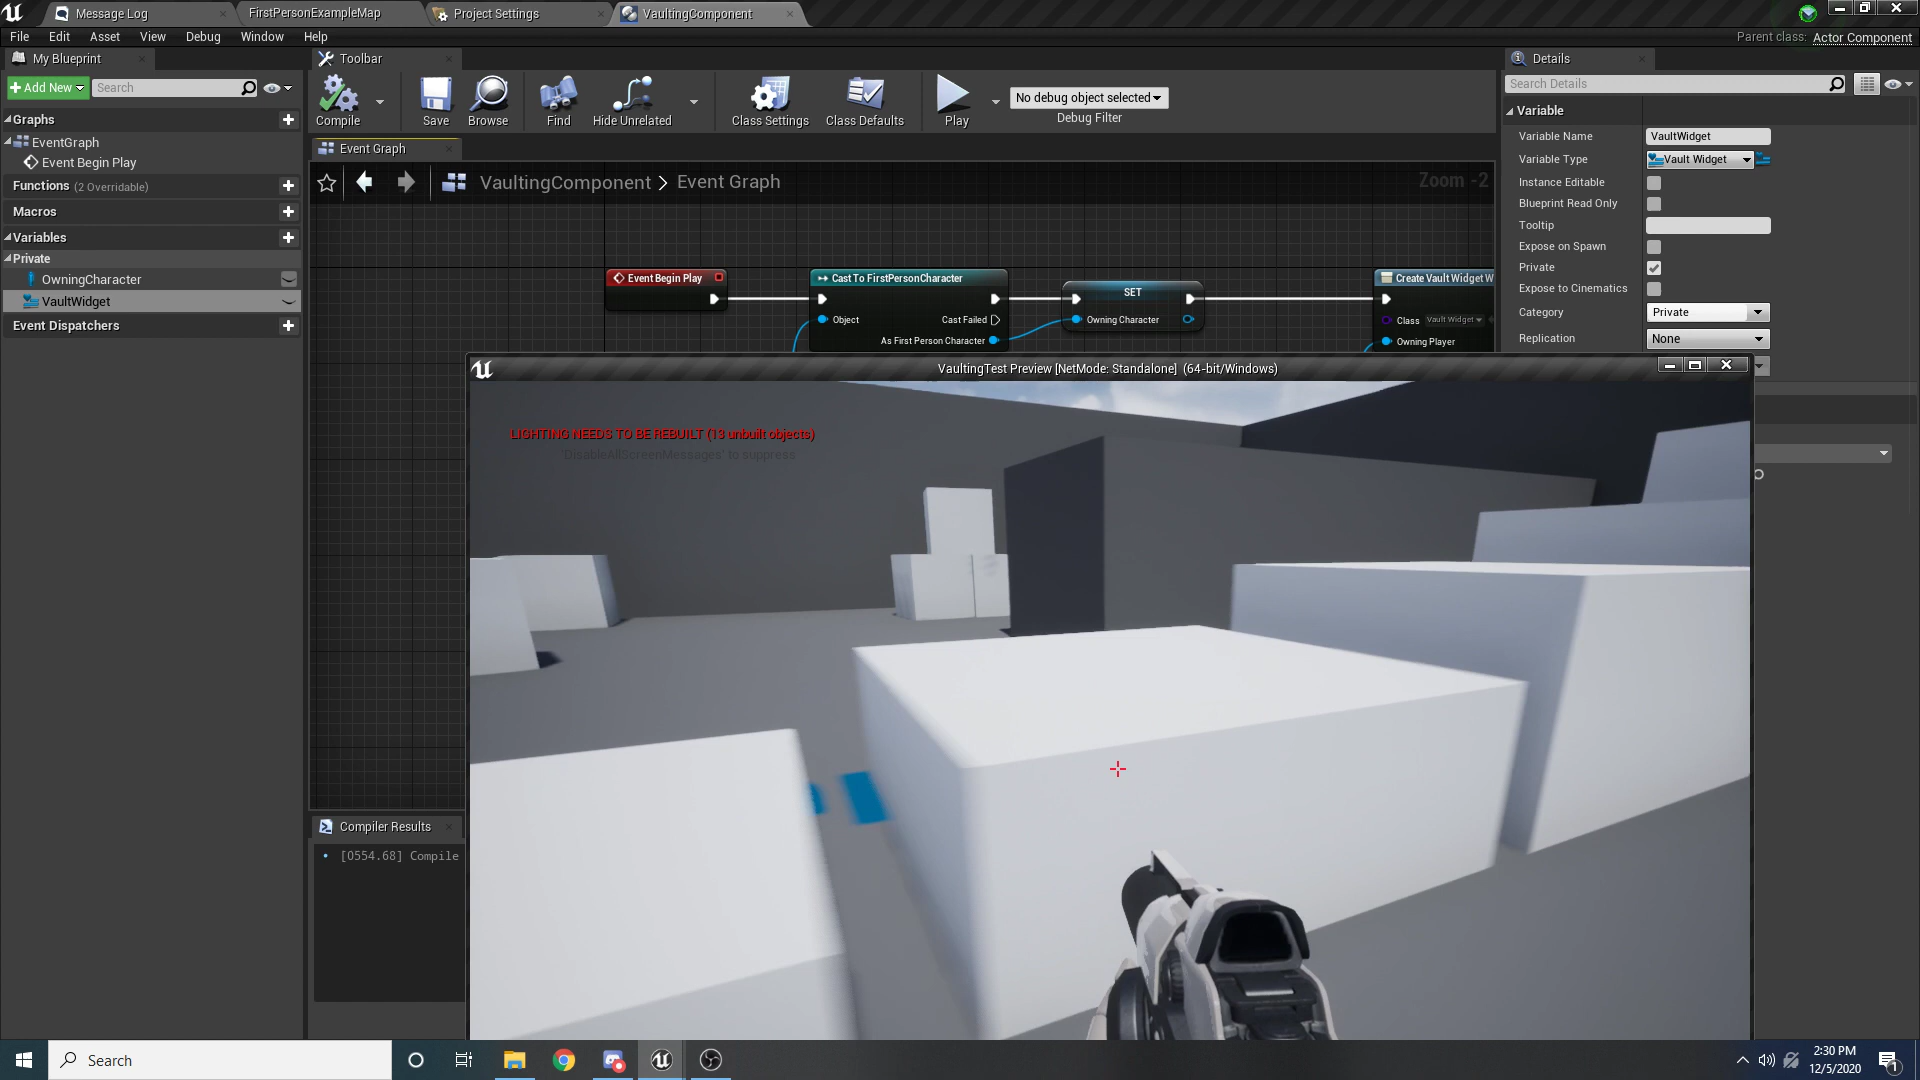 Message Log
FirstPersonExampleMap
Project Settings
VaultingComponent
File Edit Asset View Debug Window Help
Parent class: Actor Component
My Blueprint
Toolbar
Details
Add New
Search
Compile
Save
Browse
Find
Hide Unrelated
Class Settings
Class Defaults
Play
No debug object selected
Debug Filter
Search Details
Graphs
EventGraph
Event Begin Play
Functions (2 Overridable)
Macros
Variables
Private
OwningCharacter
VaultWidget
Event Dispatchers
Event Graph
VaultingComponent > Event Graph
Zoom -2
Event Begin Play
Cast To FirstPersonCharacter
Object
Cast Failed
As First Person Character
SET
Owning Character
Create Vault Widget W
Class Vault Widget
Owning Player
Variable
Variable Name VaultWidget
Variable Type Vault Widget
Instance Editable
Blueprint Read Only
Tooltip
Expose on Spawn
Private
Expose to Cinematics
Category Private
Replication None
VaultingTest Preview [NetMode: Standalone] (64-bit/Windows)
LIGHTING NEEDS TO BE REBUILT (13 unbuilt objects)
DisableAllScreenMessages' to suppress
Compiler Results
• [0554.68] Compile
Search
2:30 PM
12/5/2020
1